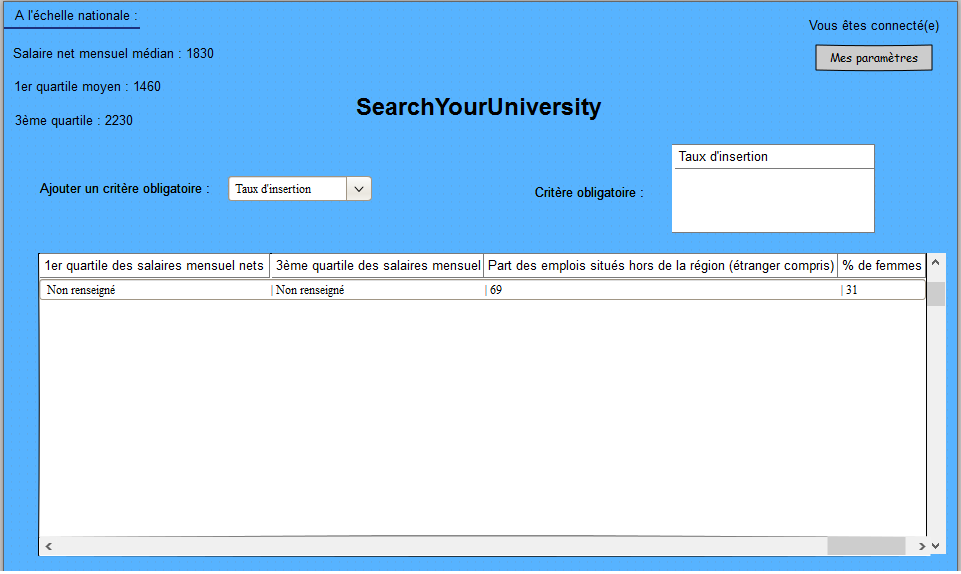 A l'échelle nationale :
Vous êtes connecté(e)
Salaire net mensuel médian : 1830
Mes paramètres
1er quartile moyen : 1460
SearchYourUniversity
3ème quartile : 2230
Taux d'insertion
Ajouter un critère obligatoire : Taux d'insertion
Critère obligatoire :
1er quartile des salaires mensuel nets 3ème quartile des salaires mensuel Part des emplois situés hors de la région (étranger compris) % de femmes
Non renseigné | Non renseigné | 69 | 31